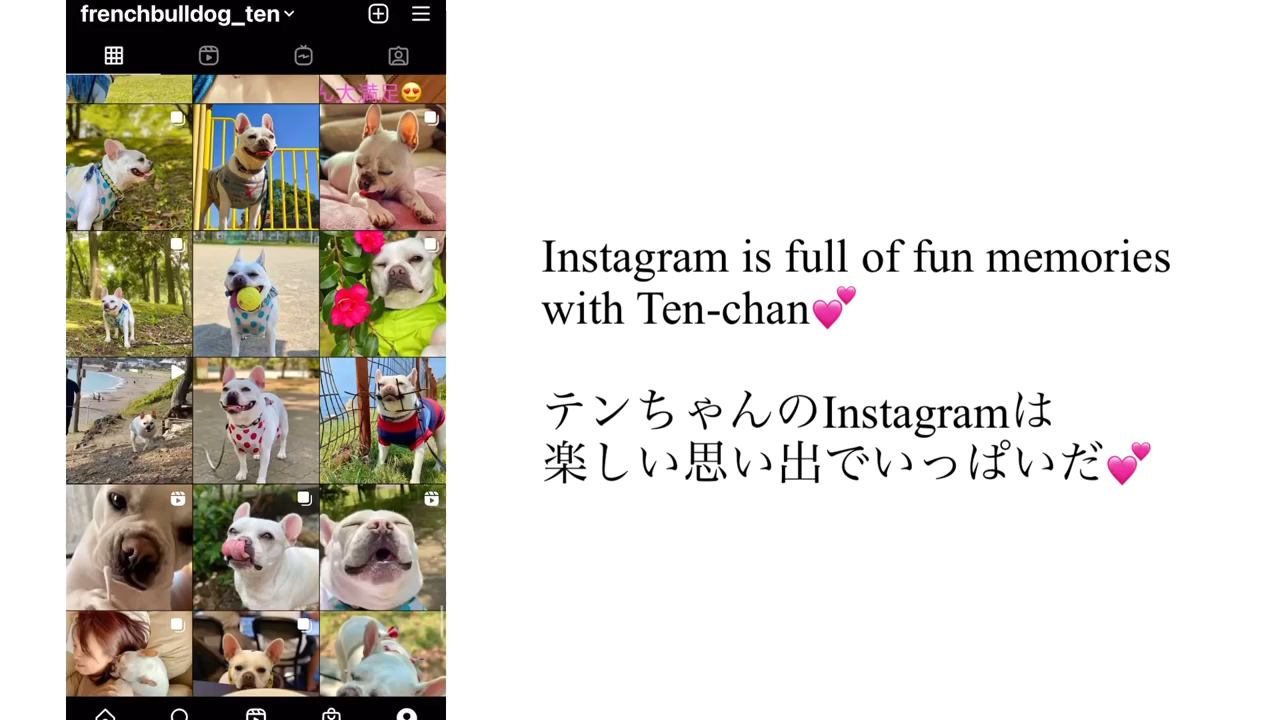 frenchbulldog_ten
ん大満足😍
Instagram is full of fun memories
with Ten-chan💕
テンちゃんのInstagramは
楽しい思い出でいっぱいだ💕